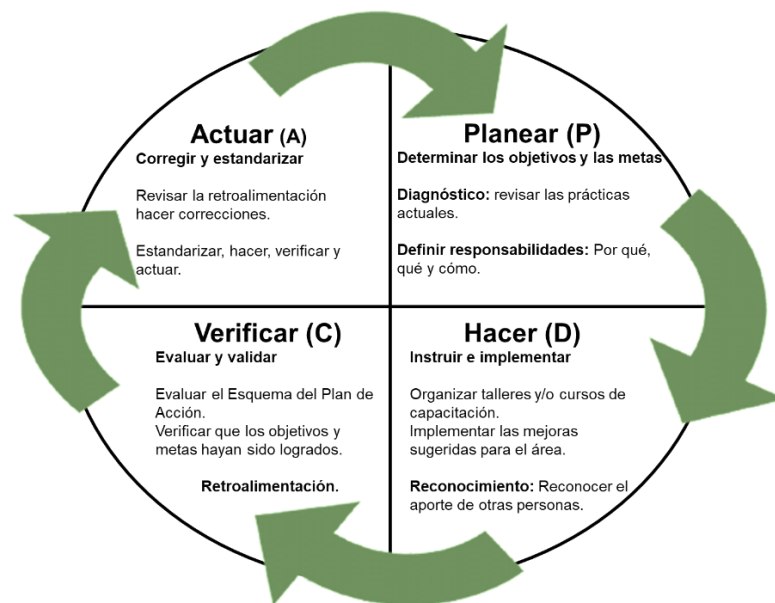 Actuar (A)
Corregir y estandarizar
Revisar la retroalimentación
hacer correcciones.
Estandarizar, hacer, verificar y
actuar.
Planear (P)
Determinar los objetivos y las metas
Diagnóstico: revisar las prácticas
actuales.
Definir responsabilidades: Por qué,
qué y cómo.
Verificar (C)
Evaluar y validar
Evaluar el Esquema del Plan de
Acción.
Verificar que los objetivos y
metas hayan sido logrados.
Retroalimentación.
Hacer (D)
Instruir e implementar
Organizar talleres y/o cursos de
capacitación.
Implementar las mejoras
sugeridas para el área.
Reconocimiento: Reconocer el
aporte de otras personas.